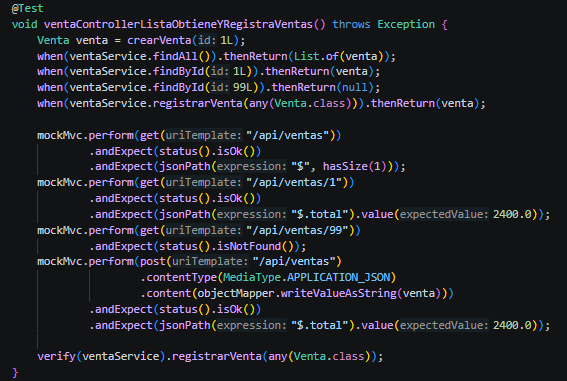 @Test
void ventaControllerListaObtieneYRegistraVentas() throws Exception {
    Venta venta = crearVenta(id: 1L);
    when(ventaService.findAll()).thenReturn(List.of(venta));
    when(ventaService.findById(id: 1L)).thenReturn(venta);
    when(ventaService.findById(id: 99L)).thenReturn(null);
    when(ventaService.registrarVenta(any(Venta.class))).thenReturn(venta);

    mockMvc.perform(get(uriTemplate: "/api/ventas"))
            .andExpect(status().isOk())
            .andExpect(jsonPath(expression: "$", hasSize(1)));
    mockMvc.perform(get(uriTemplate: "/api/ventas/1"))
            .andExpect(status().isOk())
            .andExpect(jsonPath(expression: "$.total").value(expectedValue: 2400.0));
    mockMvc.perform(get(uriTemplate: "/api/ventas/99"))
            .andExpect(status().isNotFound());
    mockMvc.perform(post(uriTemplate: "/api/ventas")
                    .contentType(MediaType.APPLICATION_JSON)
                    .content(objectMapper.writeValueAsString(venta)))
            .andExpect(status().isOk())
            .andExpect(jsonPath(expression: "$.total").value(expectedValue: 2400.0));

    verify(ventaService).registrarVenta(any(Venta.class));
}